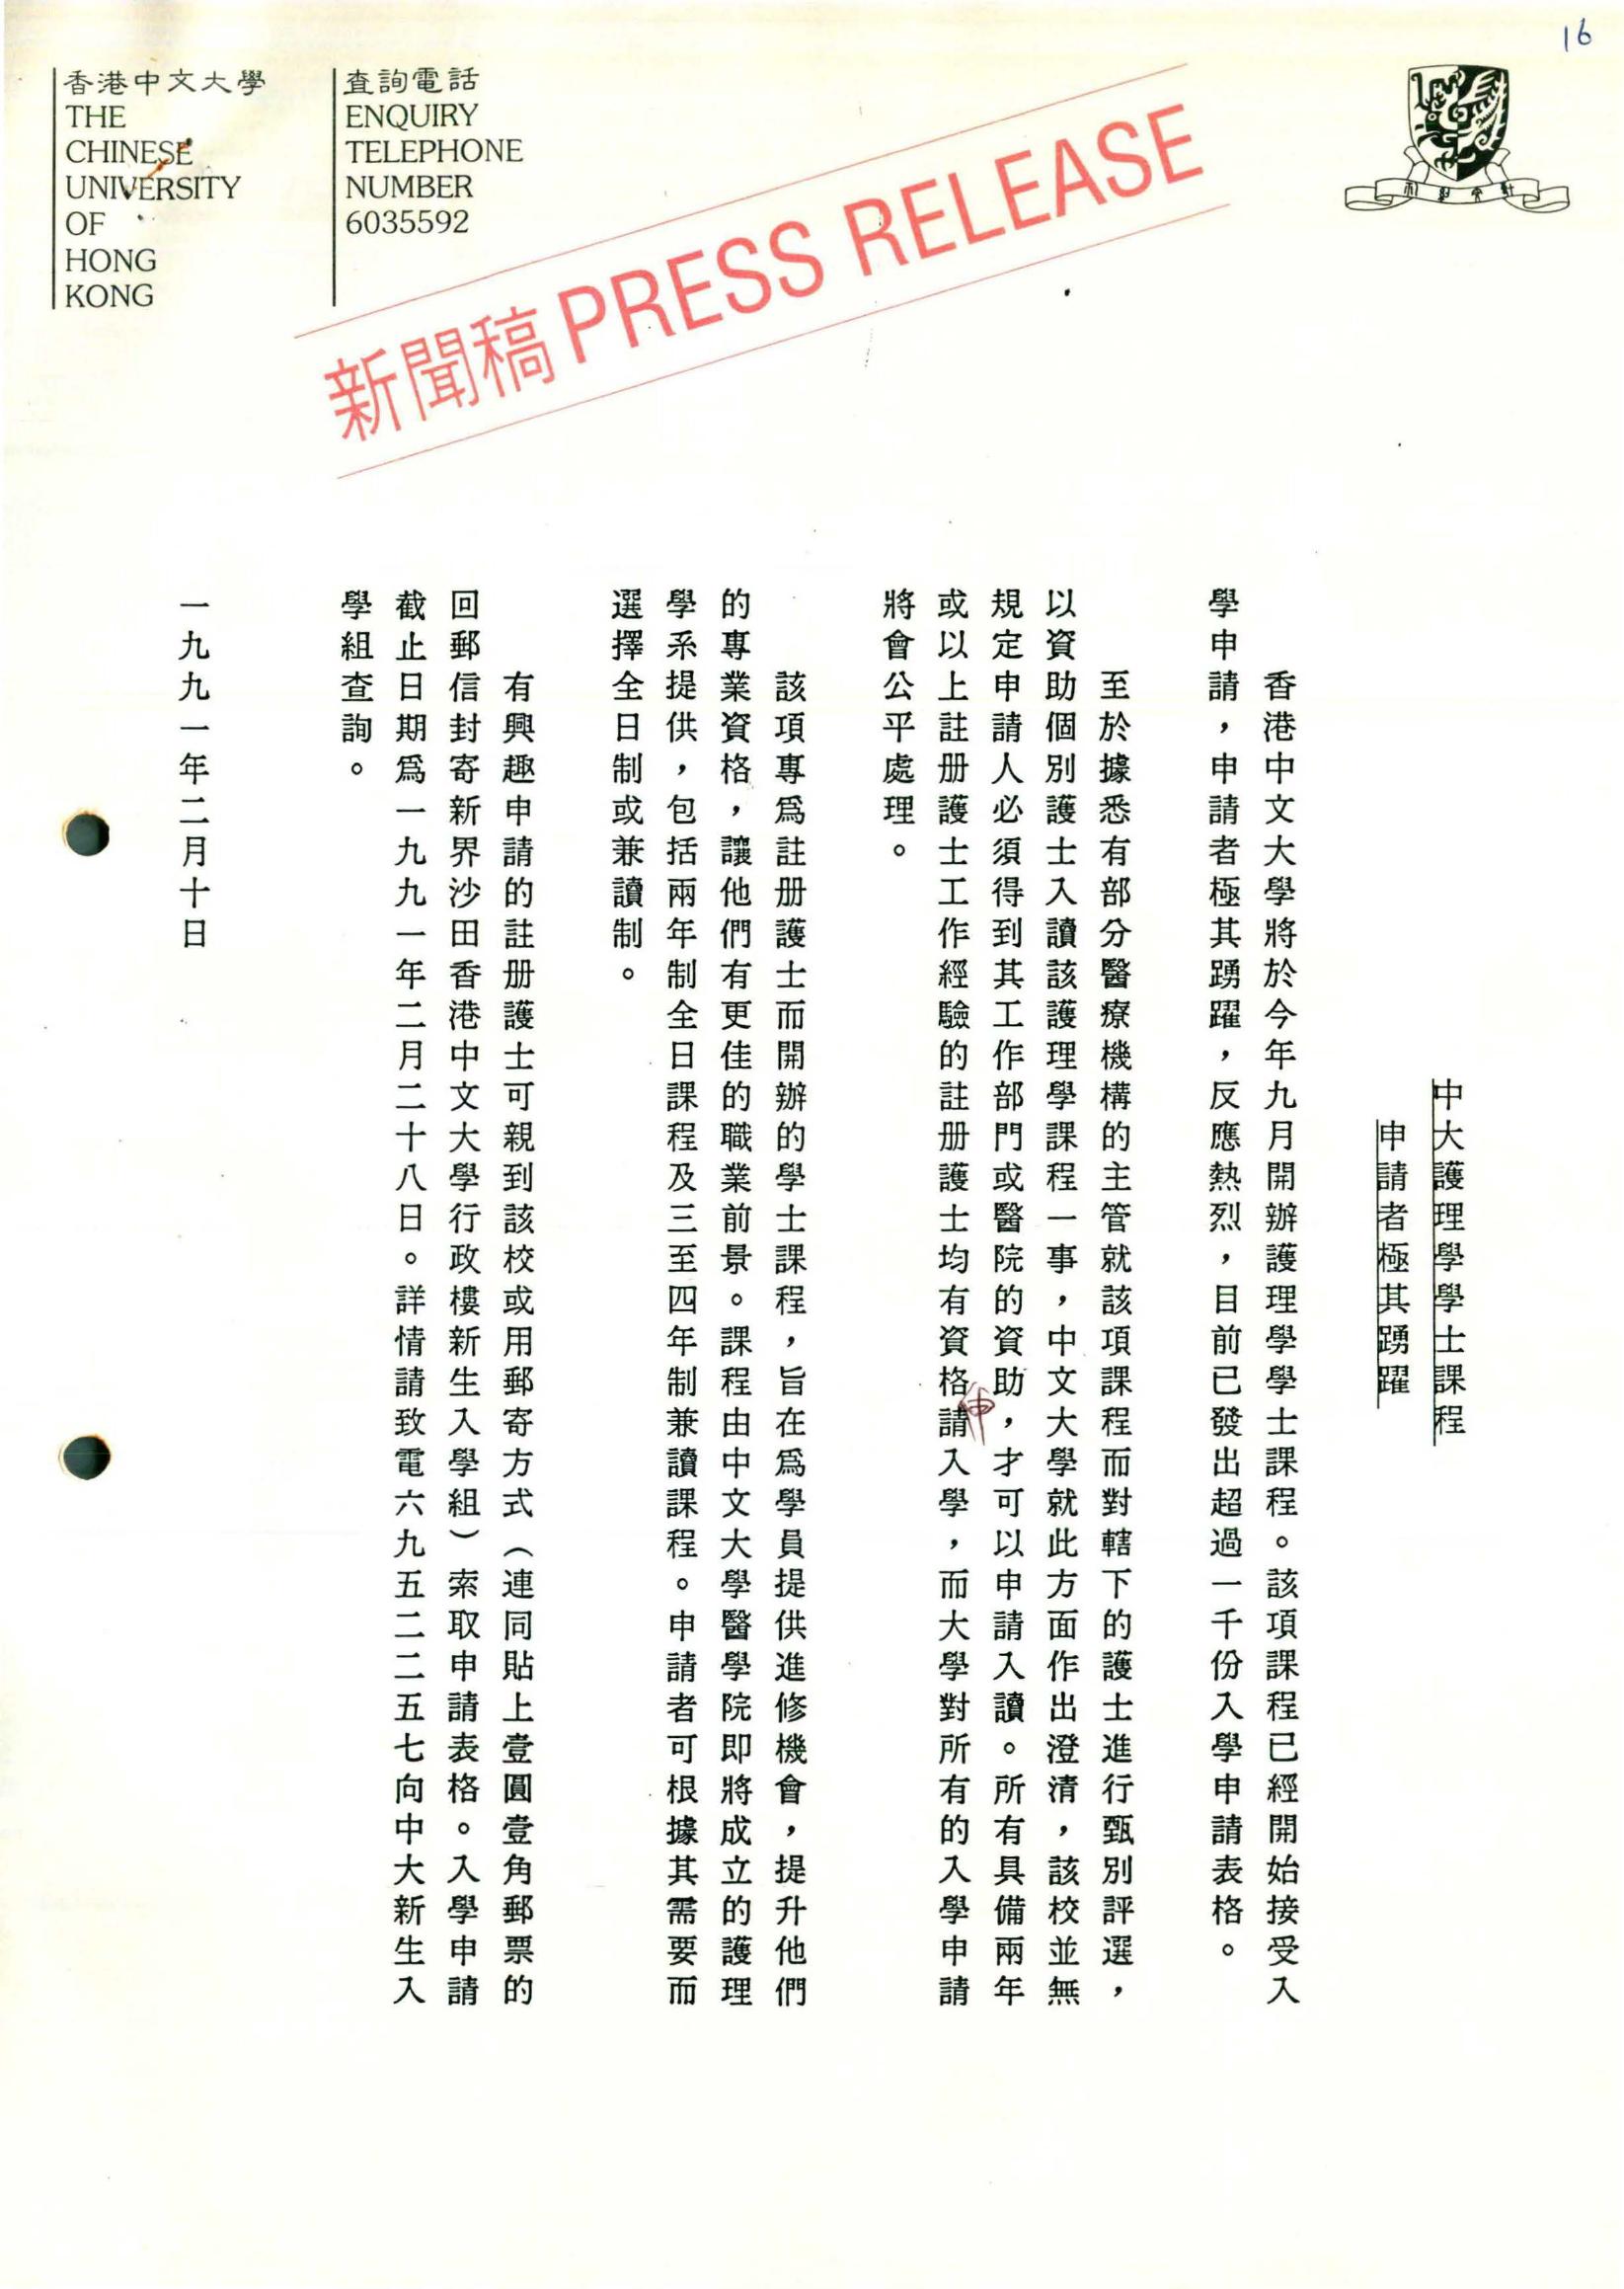 16
香港中文大學
THE
CHINESE
UNIVERSITY
OF
HONG
KONG
查詢電話
ENQUIRY
TELEPHONE
NUMBER
6035592
新聞稿 PRESS RELEASE
中大護理學學士課程
申請者極其踴躍
香港中文大學將於今年九月開辦護理學學士課程。該項課程已經開始接受入
學申請，申請者極其踴躍，反應熱烈，目前已發出超過一千份入學申請表格。
至於據悉有部分醫療機構的主管就該項課程而對轄下的護士進行甄別評選，
以資助個別護士入讀該護理學課程一事，中文大學就此方面作出澄清，該校並無
規定申請人必須得到其工作部門或醫院的資助，才可以申請入讀。所有具備兩年
或以上註册護士工作經驗的註册護士均有資格申請入學，而大學對所有的入學申請
將會公平處理。
該項專爲註册護士而開辦的學士課程，旨在爲學員提供進修機會，提升他們
的專業資格，讓他們有更佳的職業前景。課程由中文大學醫學院即將成立的護理
學系提供，包括兩年制全日課程及三至四年制兼讀課程。申請者可根據其需要而
選擇全日制或兼讀制。
有興趣申請的註册護士可親到該校或用郵寄方式（連同貼上壹圓壹角郵票的
回郵信封寄新界沙田香港中文大學行政樓新生入學組）索取申請表格。入學申請
截止日期爲一九九一年二月二十八日。詳情請致電六九五二二五七向中大新生入
學組查詢。
一九九一年二月十日